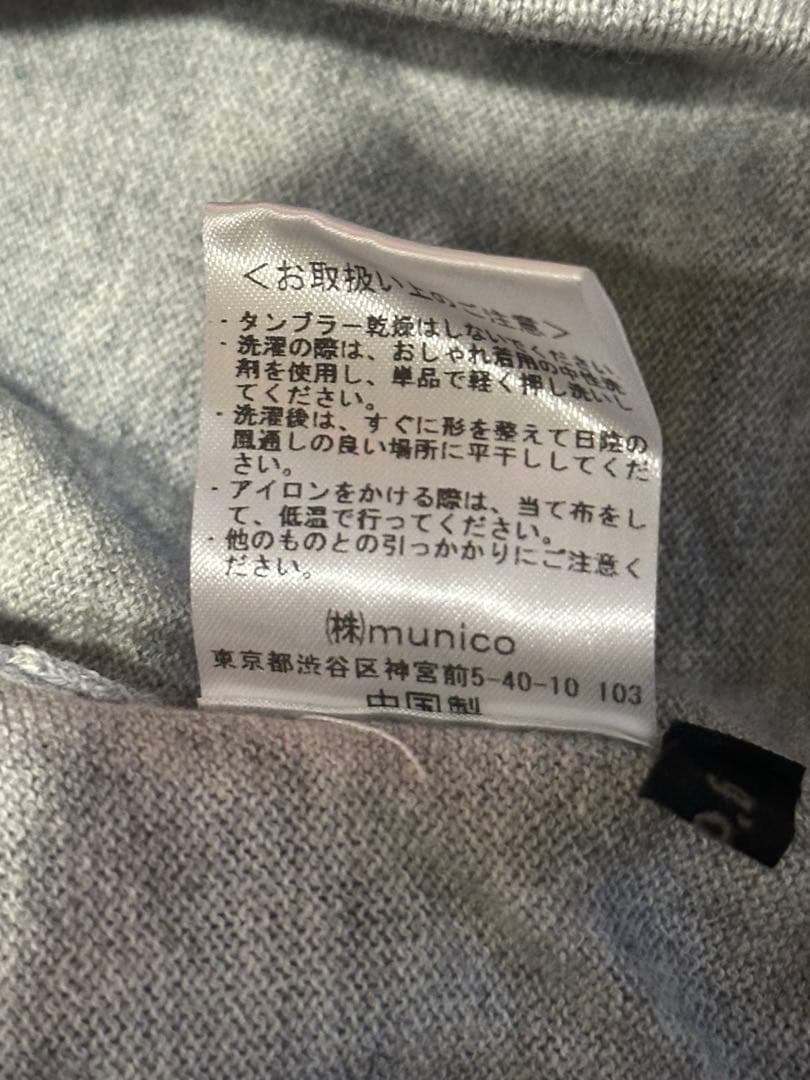 <お取扱い上のご注意>
・タンブラー乾燥はしないでください
・洗濯の際は、おしゃれ着用の中性洗
剤を使用し、単品で軽く押し洗いし
てください。
・洗濯後は、すぐに形を整えて日陰の
風通しの良い場所に平干ししてくだ
さい。
・アイロンをかける際は、当て布をし
て、低温で行ってください。
・他のものとの引っかかりにご注意く
ださい。
㈱munico
東京都渋谷区神宮前5-40-10 103
中国製